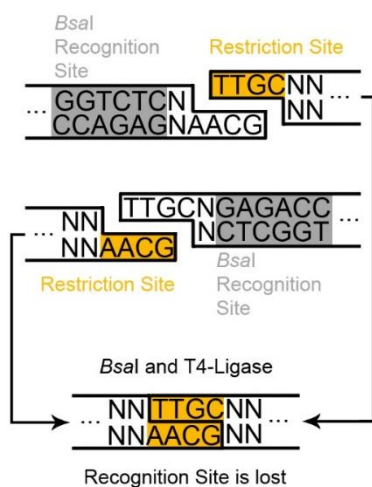 BsaI
Recognition
Site
Restriction Site
TTGCNN
... GGTCTCN NN ...
CCAGAGNAACG
TTGCNGAGACC ...
... NN NCTCGGT
NNAACG
BsaI
Restriction Site
Recognition
Site
BsaI and T4-Ligase
... NNTTGCNN ...
NNAACGNN
Recognition Site is lost